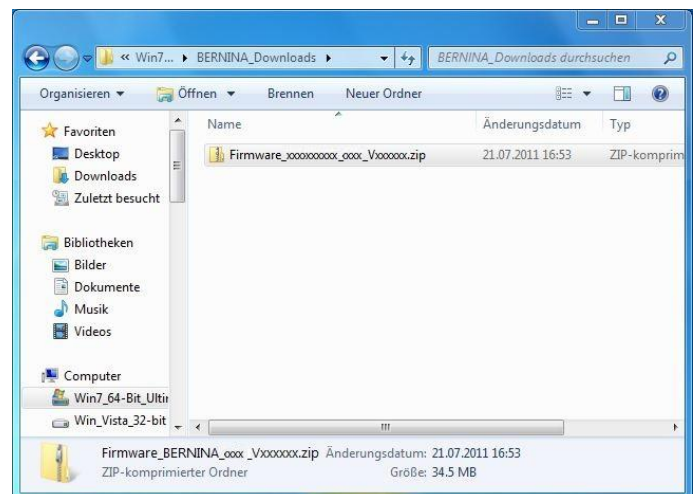 « Win7... ▸ BERNINA_Downloads ▸
BERNINA_Downloads durchsuchen
Organisieren Öffnen Brennen Neuer Ordner
Name Änderungsdatum Typ
Firmware_xxxxxxxxx_xxx_Vxxxxxx.zip 21.07.2011 16:53 ZIP-komprim
Favoriten
Desktop
Downloads
Zuletzt besucht
Bibliotheken
Bilder
Dokumente
Musik
Videos
Computer
Win7_64-Bit_Ultin
Win_Vista_32-bit
Firmware_BERNINA_xxx _Vxxxxxx.zip Änderungsdatum: 21.07.2011 16:53
ZIP-komprimierter Ordner Größe: 34.5 MB